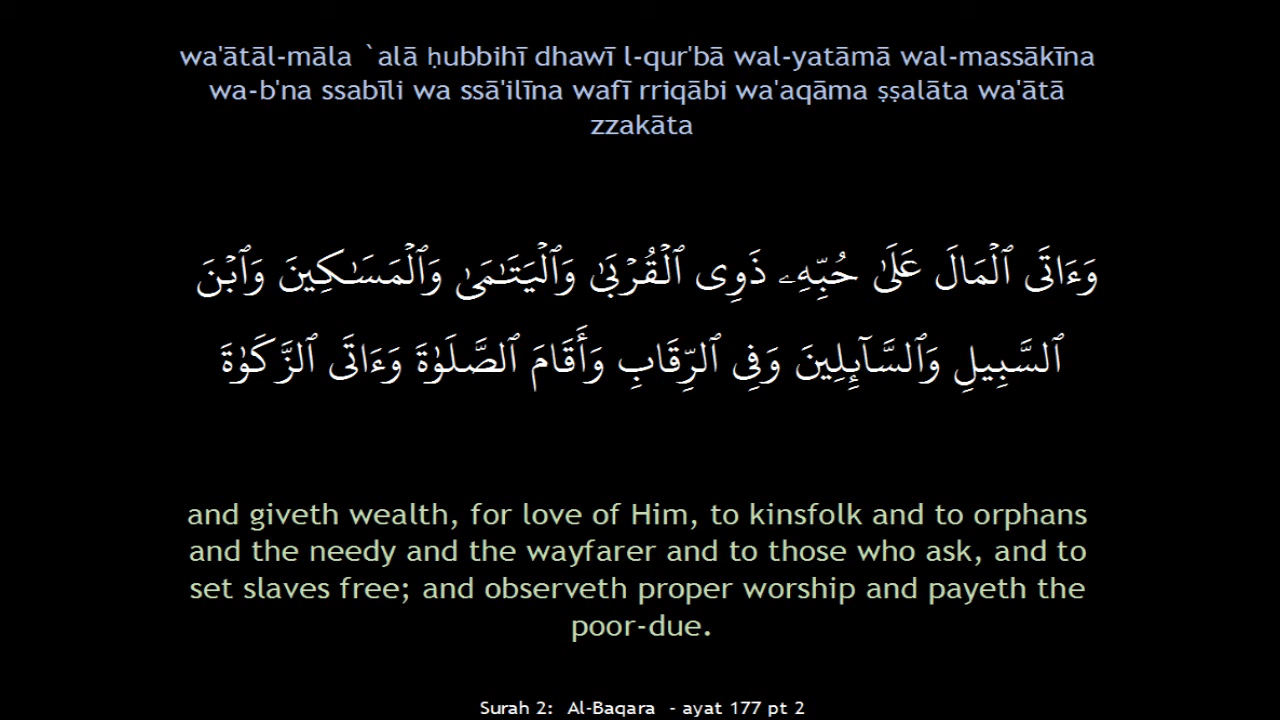 wa'ātāl-māla `alā ḥubbihī dhawī l-qur'bā wal-yatāmā wal-massākīna
wa-b'na ssabīli wa ssā'ilīna wafī rriqābi wa'aqāma ṣṣalāta wa'ātā
zzakāta
وَءَاتَى ٱلْمَالَ عَلَىٰ حُبِّهِۦ ذَوِى ٱلْقُرْبَىٰ وَٱلْيَتَـٰمَىٰ وَٱلْمَسَـٰكِينَ وَٱبْنَ
ٱلسَّبِيلِ وَٱلسَّآئِلِينَ وَفِى ٱلرِّقَابِ وَأَقَامَ ٱلصَّلَوٰةَ وَءَاتَى ٱلزَّكَوٰةَ
and giveth wealth, for love of Him, to kinsfolk and to orphans
and the needy and the wayfarer and to those who ask, and to
set slaves free; and observeth proper worship and payeth the
poor-due.
Surah 2: Al-Baqara - ayat 177 pt 2